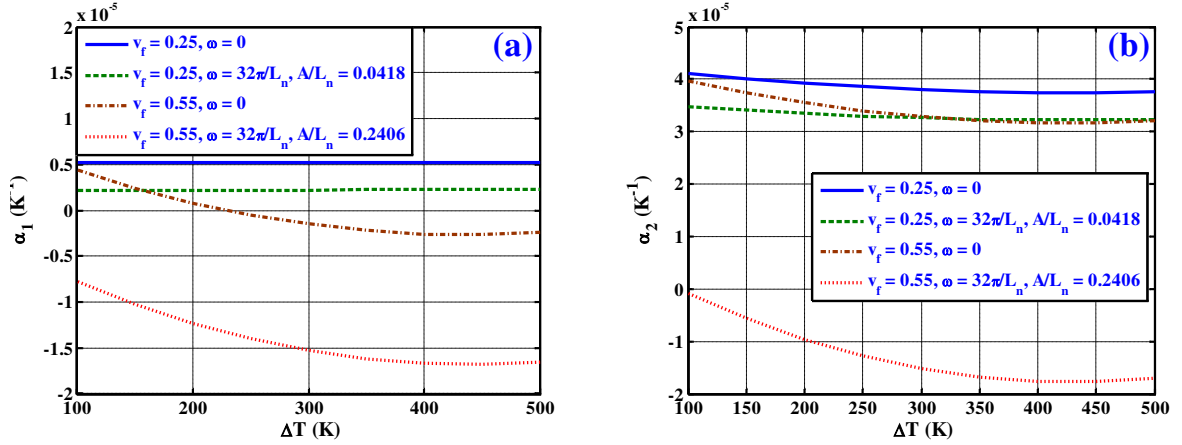 x 10^-5
2
(a)
v_f = 0.25, ω = 0
v_f = 0.25, ω = 32π/L_n, A/L_n = 0.0418
v_f = 0.55, ω = 0
v_f = 0.55, ω = 32π/L_n, A/L_n = 0.2406
1.5
1
0.5
0
-0.5
-1
-1.5
-2
α_1 (K^-1
100
200
300
400
500
ΔT (K)
x 10^-5
5
(b)
4
3
2
1
0
-1
-2
α_2 (K^-1)
v_f = 0.25, ω = 0
v_f = 0.25, ω = 32π/L_n, A/L_n = 0.0418
v_f = 0.55, ω = 0
v_f = 0.55, ω = 32π/L_n, A/L_n = 0.2406
100
150
200
250
300
350
400
450
500
ΔT (K)